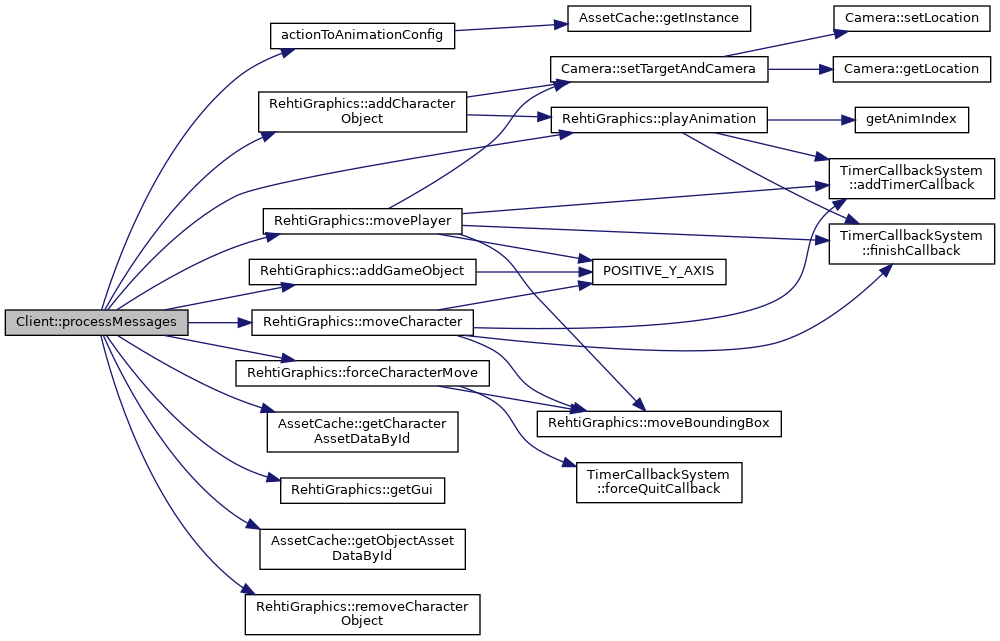 Client::processMessages
actionToAnimationConfig
RehtiGraphics::addCharacter
Object
RehtiGraphics::movePlayer
RehtiGraphics::addGameObject
RehtiGraphics::moveCharacter
RehtiGraphics::forceCharacterMove
AssetCache::getCharacter
AssetDataById
RehtiGraphics::getGui
AssetCache::getObjectAsset
DataById
RehtiGraphics::removeCharacter
Object
AssetCache::getInstance
Camera::setTargetAndCamera
RehtiGraphics::playAnimation
POSITIVE_Y_AXIS
RehtiGraphics::moveBoundingBox
TimerCallbackSystem
::forceQuitCallback
Camera::setLocation
Camera::getLocation
getAnimIndex
TimerCallbackSystem
::addTimerCallback
TimerCallbackSystem
::finishCallback